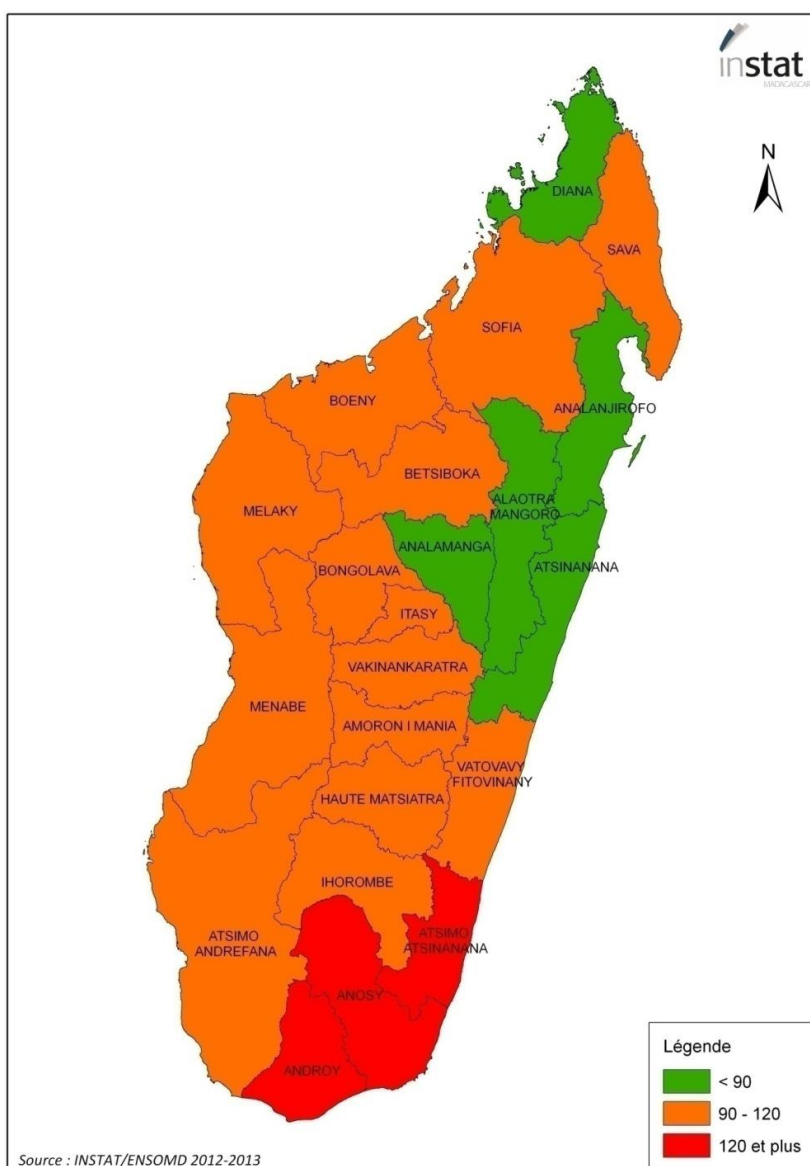 instat
MADAGASCAR
N
DIANA
SAVA
SOFIA
ANALANJIROFO
BOENY
BETSIBOKA
ALAOTRA
MANGORO
MELAKY
ANALAMANGA
ATSINANANA
BONGOLAVA
ITASY
VAKINANKARATRA
MENABE
AMORON I MANIA
VATOVAVY
FITOVINANY
HAUTE MATSIATRA
IHOROMBE
ATSIMO
ANDREFANA
ATSIMO
ATSINANANA
ANOSY
ANDROY
Légende
< 90
90 - 120
120 et plus
Source : INSTAT/ENSOMD 2012-2013